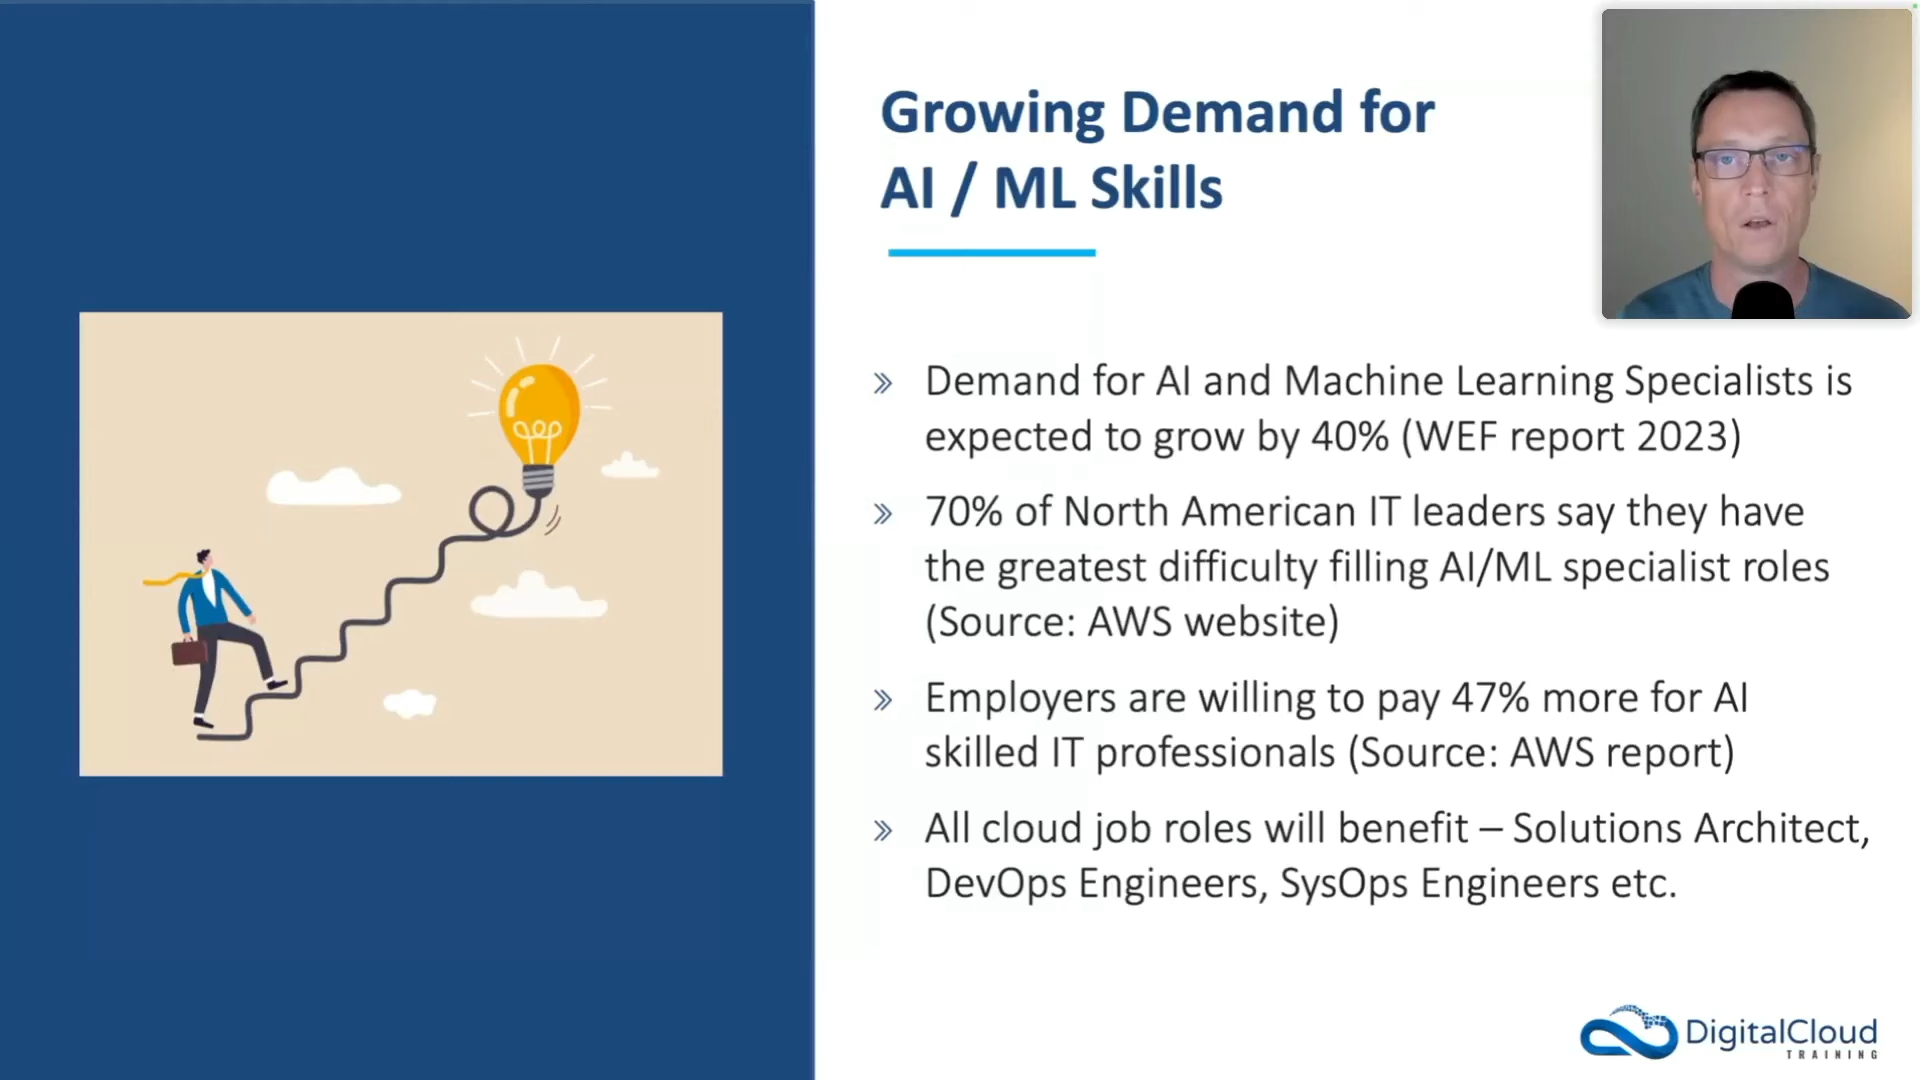 Growing Demand for
AI / ML Skills
» Demand for AI and Machine Learning Specialists is
expected to grow by 40% (WEF report 2023)
» 70% of North American IT leaders say they have
the greatest difficulty filling AI/ML specialist roles
(Source: AWS website)
» Employers are willing to pay 47% more for AI
skilled IT professionals (Source: AWS report)
» All cloud job roles will benefit – Solutions Architect,
DevOps Engineers, SysOps Engineers etc.
DigitalCloud
TRAINING